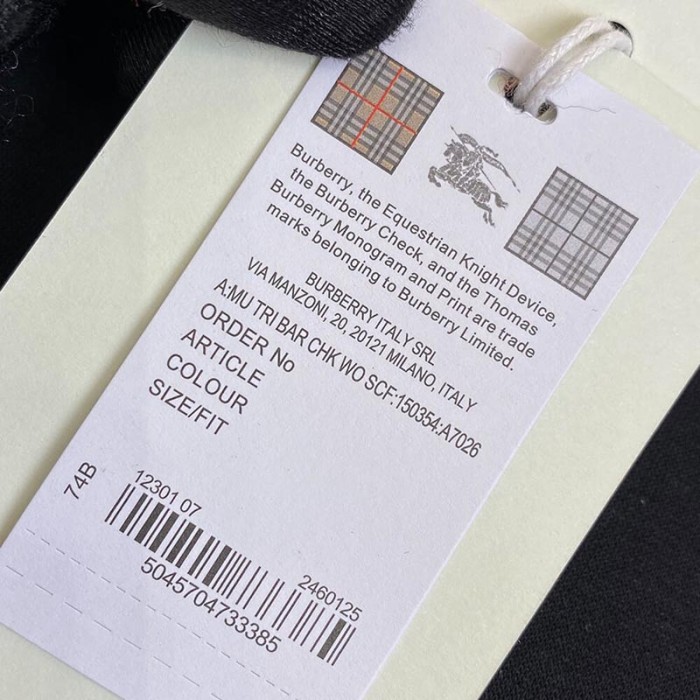 Burberry, the Equestrian Knight Device,
the Burberry Check, and the Thomas
Burberry Monogram and Print are trade
marks belonging to Burberry Limited.
BURBERRY ITALY SRL
VIA MANZONI, 20, 20121 MILANO, ITALY
A:MU TRI BAR CHK WO SCF:150354:A7026
ORDER No
ARTICLE
COLOUR
SIZE/FIT
74B
12301 07
2460125
5045704733385